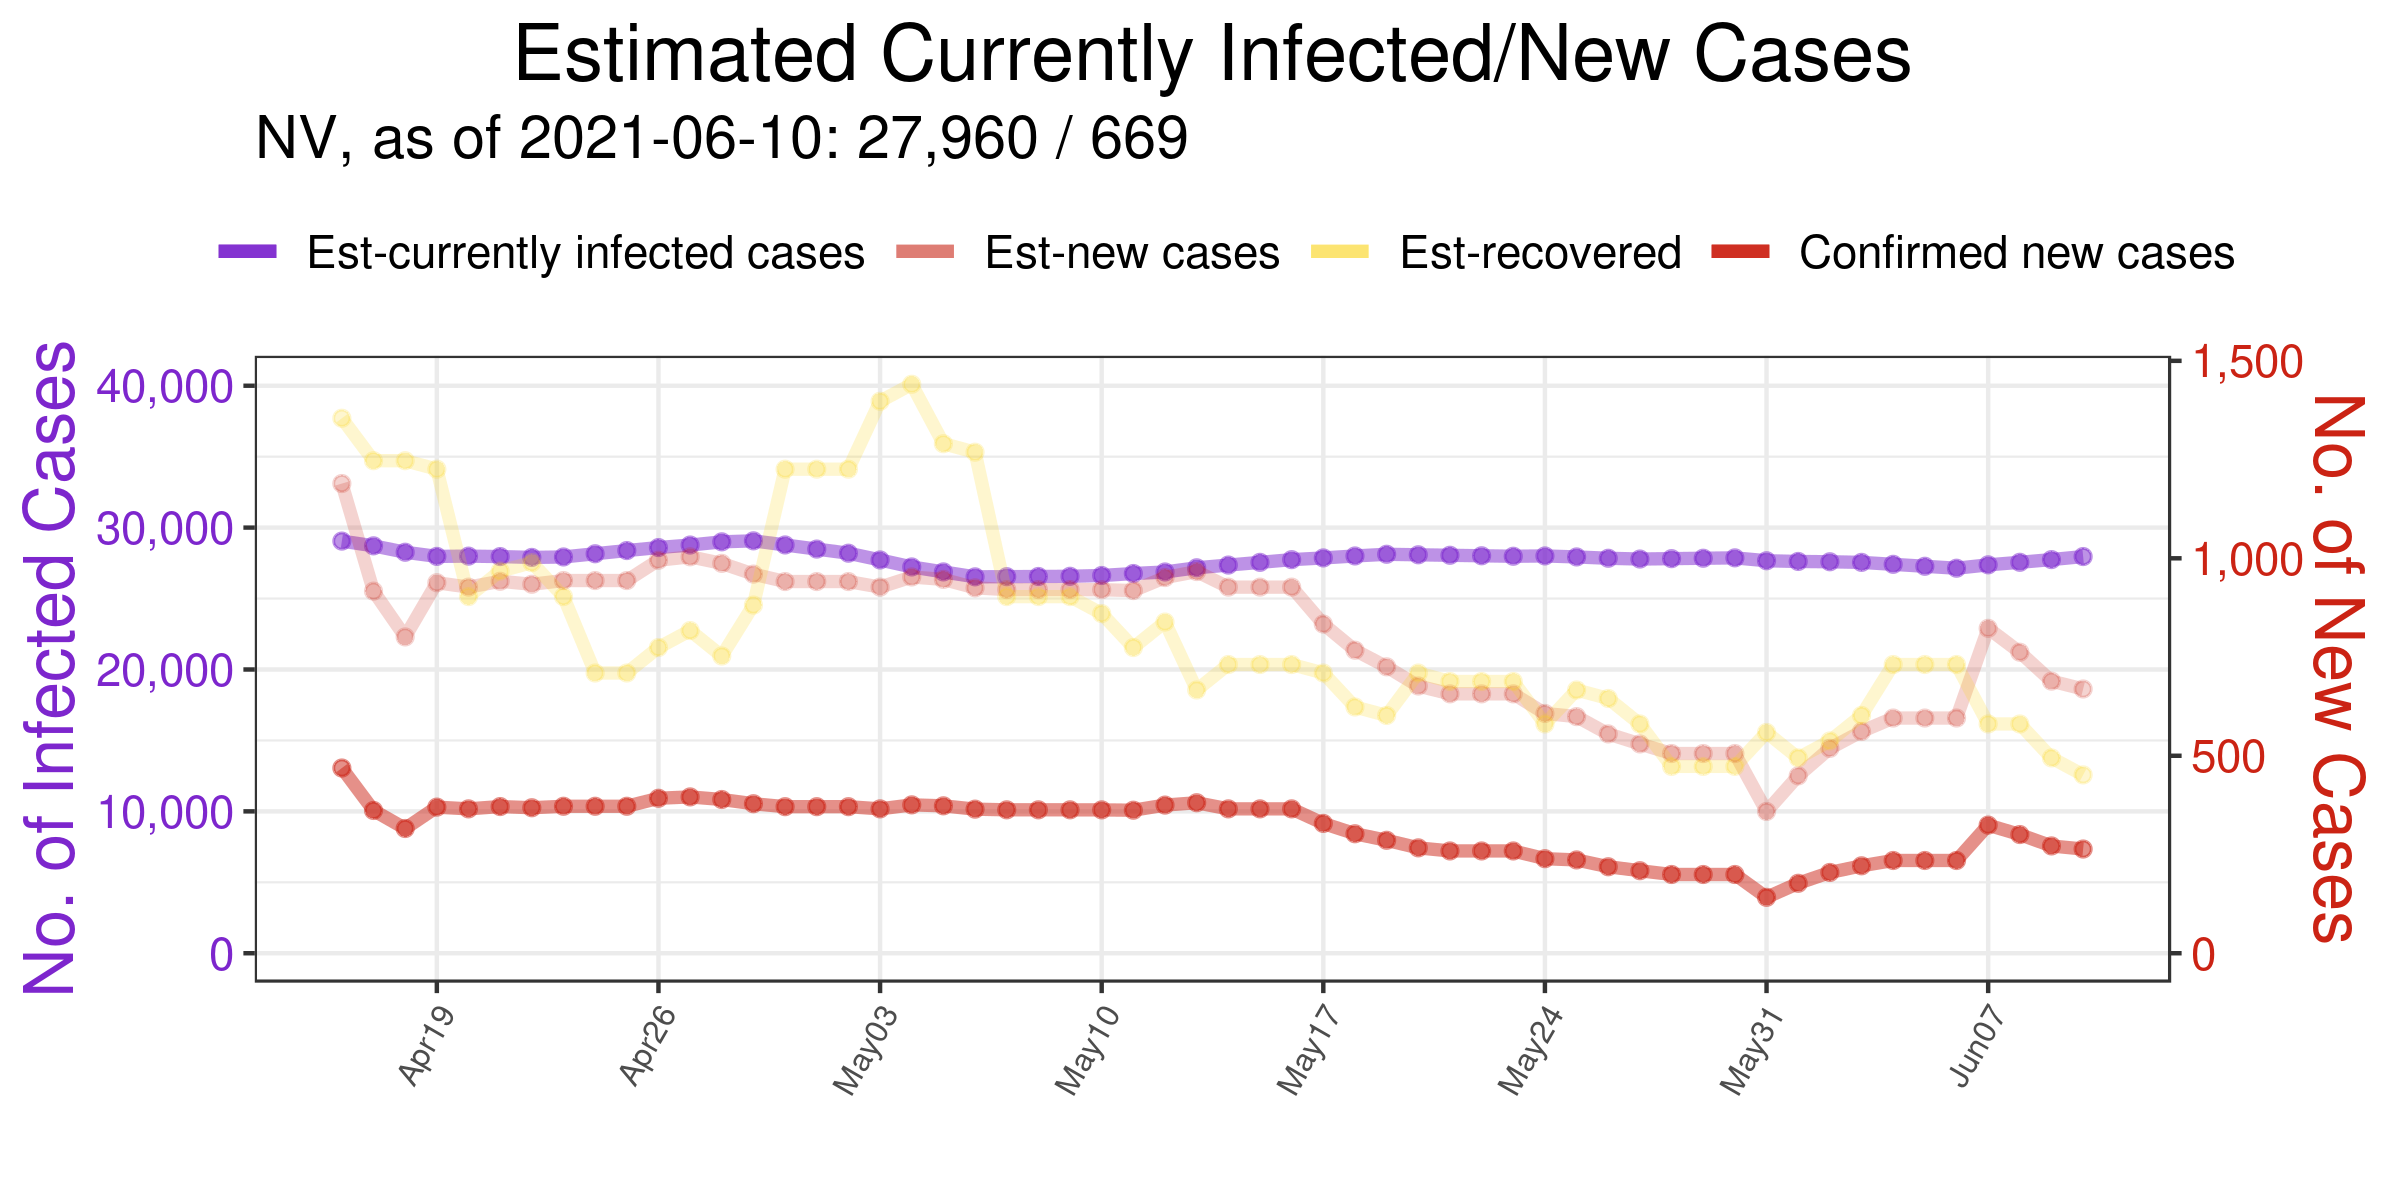 Estimated Currently Infected/New Cases
NV, as of 2021-06-10: 27,960 / 669
Est-currently infected cases Est-new cases Est-recovered Confirmed new cases
No. of Infected Cases
40,000
30,000
20,000
10,000
0
1,500
1,000
500
0
No. of New Cases
Apr19 Apr26 May03 May10 May17 May24 May31 Jun07